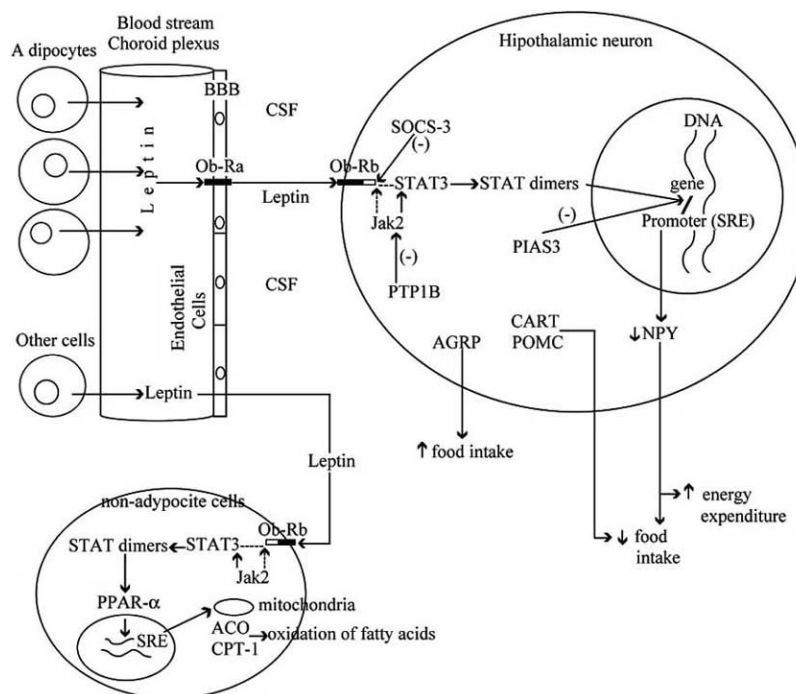 Blood stream
Choroid plexus
A dipocytes
Hipothalamic neuron
BBB
CSF
DNA
SOCS-3
(-)
Leptin
Ob-Ra
Ob-Rb
STAT3
STAT dimers
gene
Leptin
Jak2
(-)
Promoter (SRE)
(-)
PIAS3
PTP1B
CSF
Endothelial
Cells
Other cells
AGRP
CART
POMC
↓ NPY
Leptin
↑ food intake
Leptin
↑ energy
expenditure
non-adypocite cells
Ob-Rb
↓ food
intake
STAT dimers
STAT3
Jak2
PPAR-α
mitochondria
SRE
ACO
CPT-1
oxidation of fatty acids